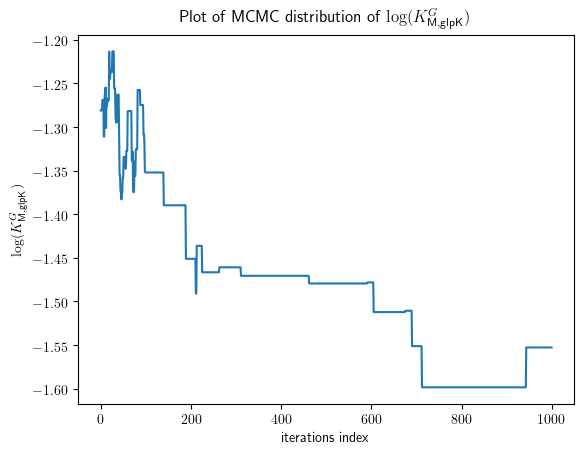 Plot of MCMC distribution of log(K^G_{M,glpK})
−1.20
−1.25
−1.30
−1.35
−1.40
−1.45
−1.50
−1.55
−1.60
log(K^G_{M,glpK})
0 200 400 600 800 1000
iterations index